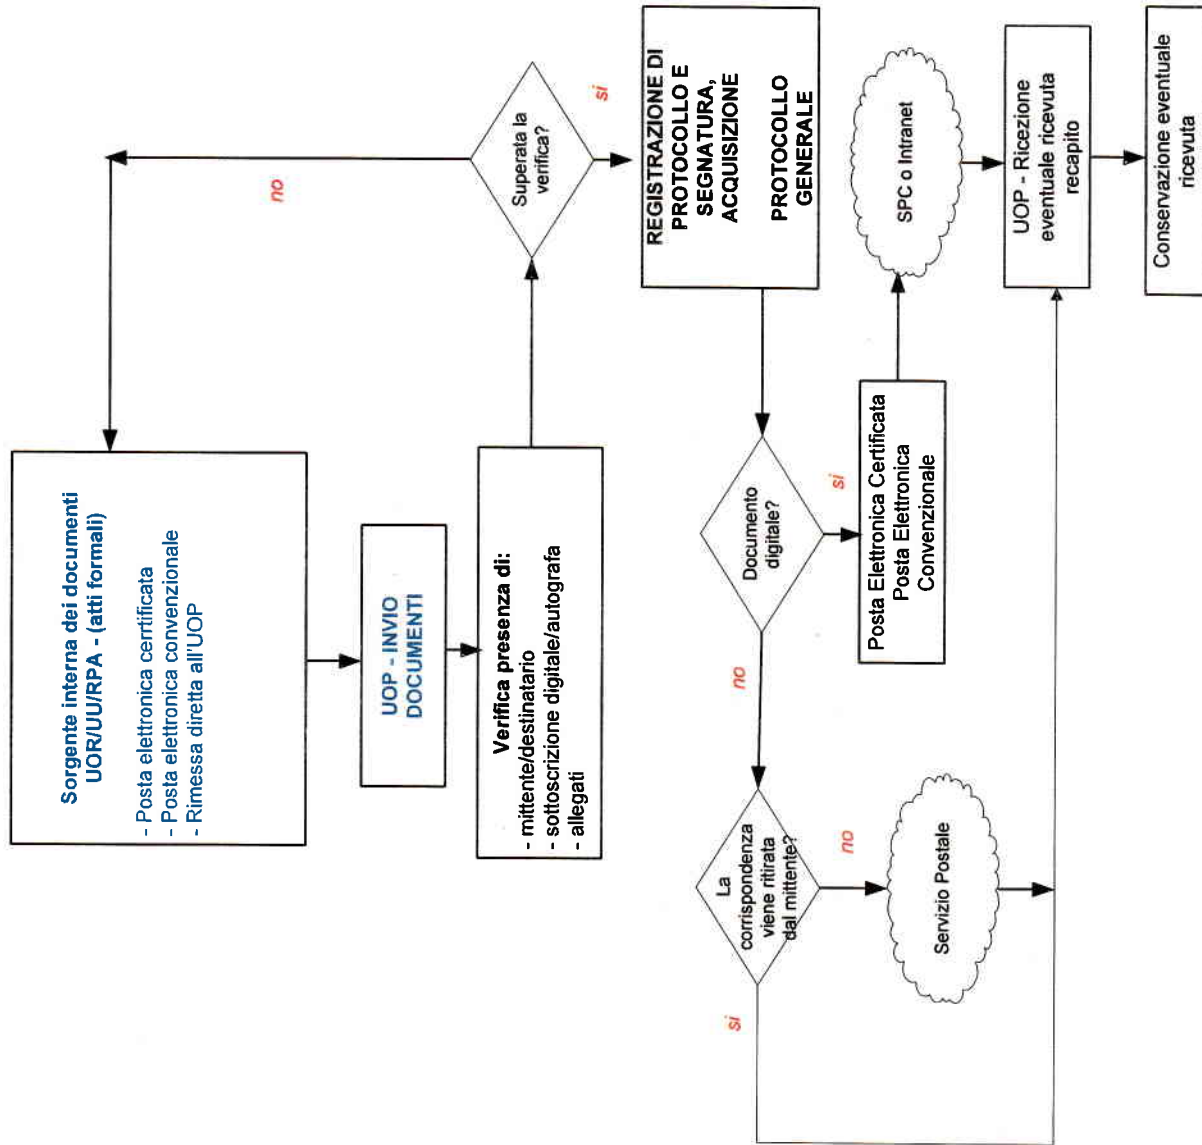 Sorgente interna dei documenti
UOR/UU/RPA - (atti formali)
- Posta elettronica certificata
- Posta elettronica convenzionale
- Rimessa diretta all'UOP
UOP - INVIO
DOCUMENTI
Verifica presenza di:
- mittente/destinatario
- sottoscrizione digitale/autografa
- allegati
Superata la
verifica?
no
si
REGISTRAZIONE DI
PROTOCOLLO E
SEGNATURA,
ACQUISIZIONE
PROTOCOLLO
GENERALE
Documento
digitale?
si
no
Posta Elettronica Certificata
Posta Elettronica
Convenzionale
SPC o Intranet
La
corrispondenza
viene ritirata
dal mittente?
no
si
Servizio Postale
UOP - Ricezione
eventuale ricevuta
recapito
Conservazione eventuale
ricevuta